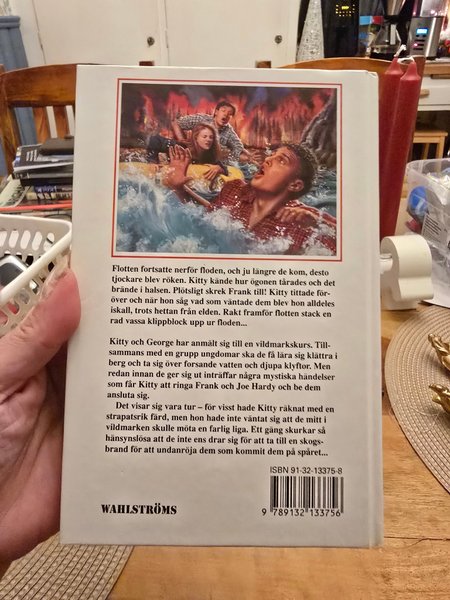 Flotten fortsatte nerför floden, och ju längre de kom, desto
tjockare blev röken. Kitty kände hur ögonen tårades och det
brände i halsen. Plötsligt skrek Frank till! Kitty tittade för-
över och när hon såg vad som väntade dem blev hon alldeles
iskall, trots hettan från elden. Rakt framför flotten stack en
rad vassa klippblock upp ur floden...
Kitty och George har anmält sig till en vildmarkskurs. Till-
sammans med en grupp ungdomar ska de få lära sig klättra i
berg och ta sig över forsande vatten och djupa klyftor. Men
redan innan de ger sig ut inträffar några mystiska händelser
som får Kitty att ringa Frank och Joe Hardy och be dem
ansluta sig.
Det visar sig vara tur – för visst hade Kitty räknat med en
strapatsrik färd, men hon hade inte väntat sig att de mitt i
vildmarken skulle möta en farlig liga. Ett gäng skurkar så
hänsynslösa att de inte ens drar sig för att ta till en skogs-
brand för att undanröja dem som kommit dem på spåret...
ISBN 91-32-13375-8
WAHLSTRÖMS
9 789132 133756